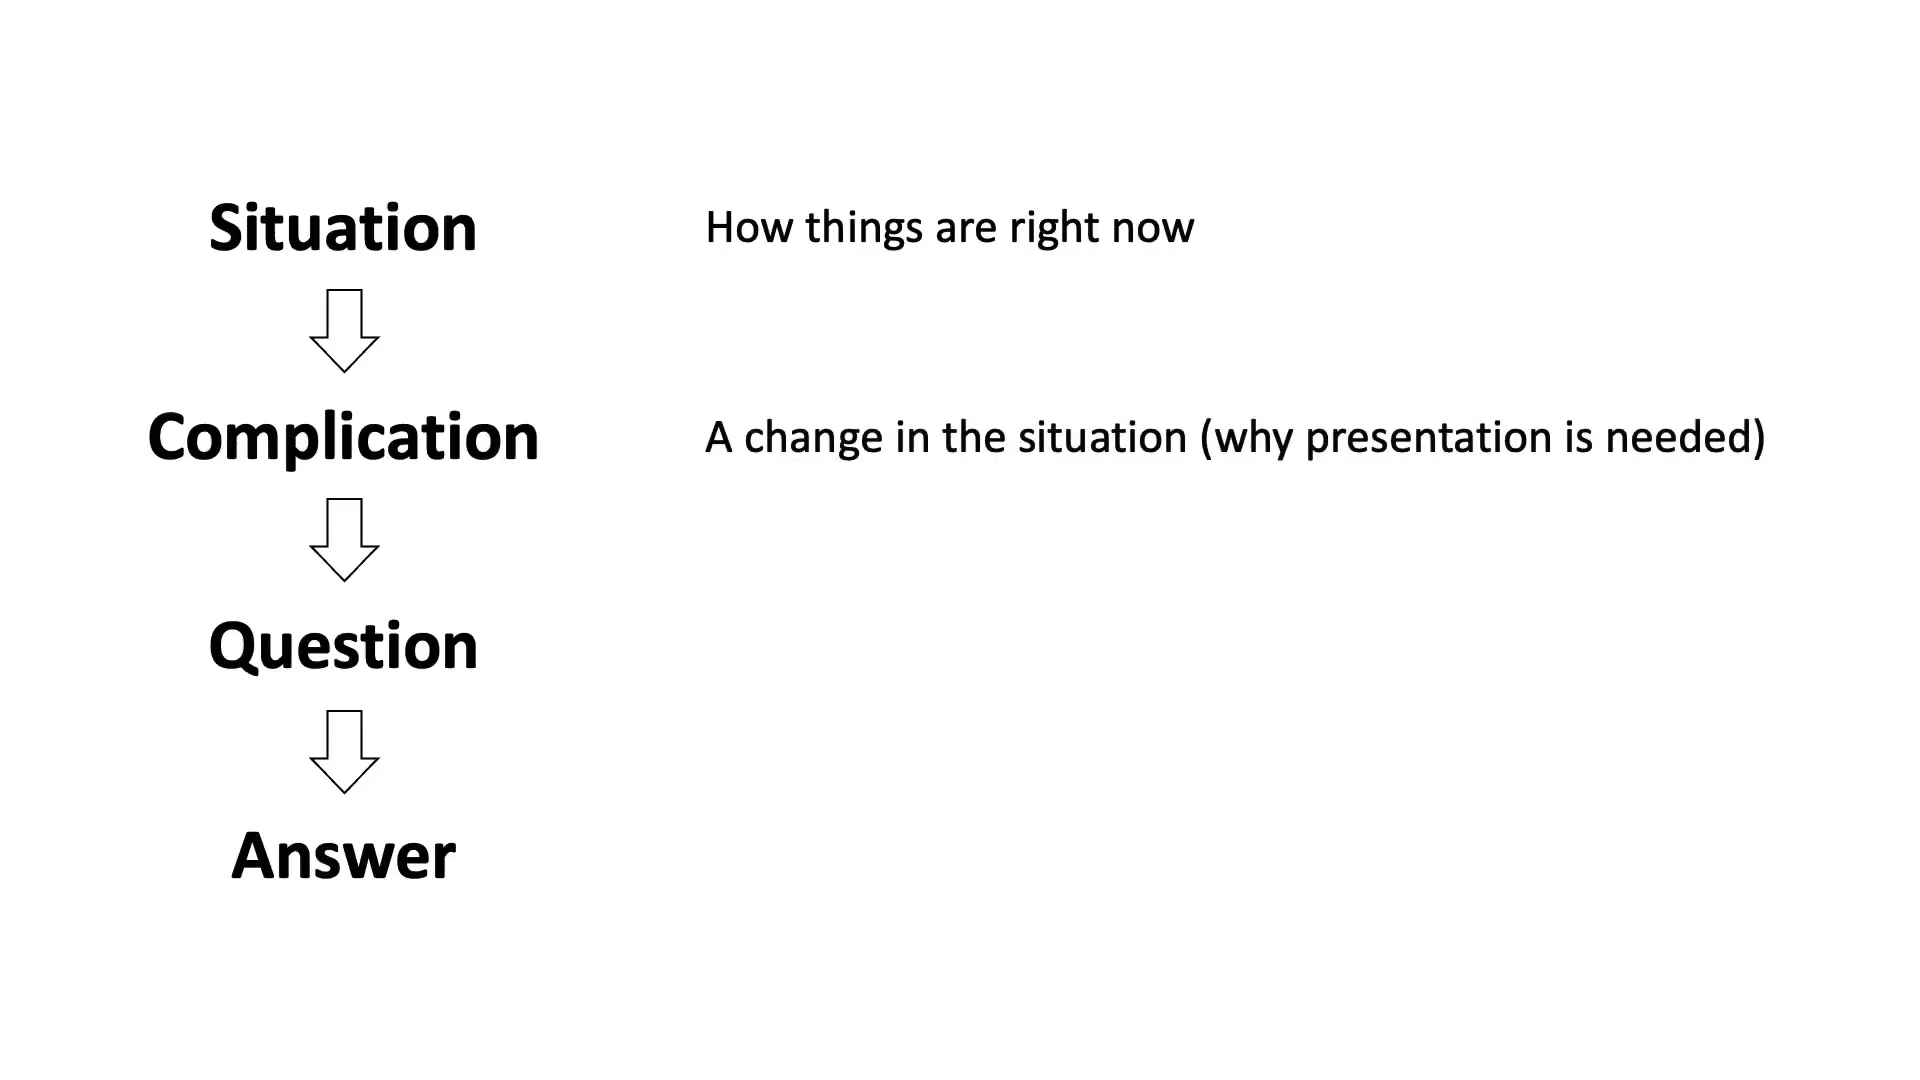 Situation
How things are right now
Complication
A change in the situation (why presentation is needed)
Question
Answer